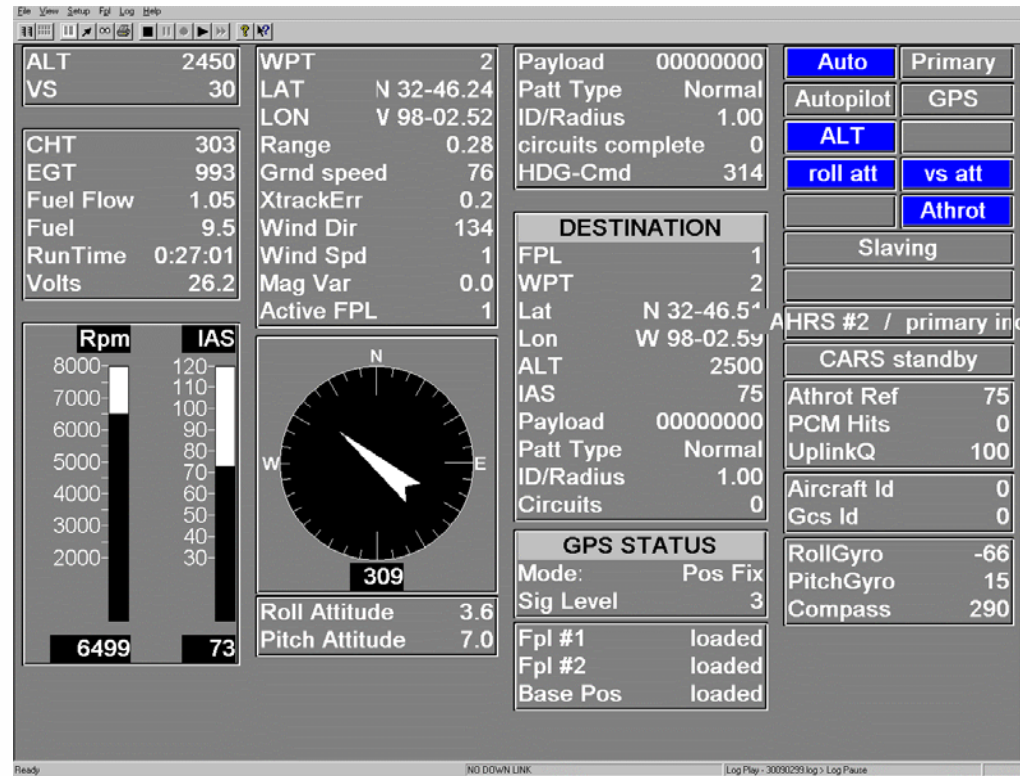 File View Setup Fpl Log Help
ALT 2450
VS 30
CHT 303
EGT 993
Fuel Flow 1.05
Fuel 9.5
RunTime 0:27:01
Volts 26.2
Rpm IAS
8000
7000
6000
5000
4000
3000
2000
120
110
100
90
80
70
60
50
40
30
6499 73
WPT 2
LAT N 32-46.24
LON W 98-02.52
Range 0.28
Grnd speed 76
XtrackErr 0.2
Wind Dir 134
Wind Spd 1
Mag Var 0.0
Active FPL 1
N
W E
S
309
Roll Attitude 3.6
Pitch Attitude 7.0
Payload 00000000
Patt Type Normal
ID/Radius 1.00
circuits complete 0
HDG-Cmd 314
DESTINATION
FPL 1
WPT 2
Lat N 32-46.51
Lon W 98-02.59
ALT 2500
IAS 75
Payload 00000000
Patt Type Normal
ID/Radius 1.00
Circuits 0
GPS STATUS
Mode: Pos Fix
Sig Level 3
Fpl #1 loaded
Fpl #2 loaded
Base Pos loaded
Auto Primary
Autopilot GPS
ALT
roll att vs att
Athrot
Slaving
AHRS #2 / primary inc
CARS standby
Athrot Ref 75
PCM Hits 0
UplinkQ 100
Aircraft Id 0
Gcs Id 0
RollGyro -66
PitchGyro 15
Compass 290
Ready NO DOWN LINK Log Play - 30090299.log > Log Pause